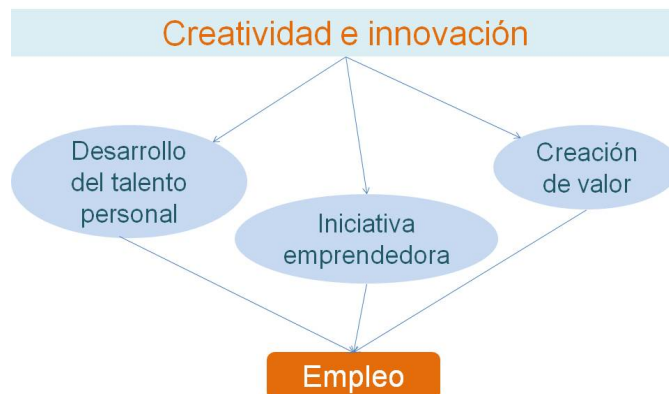 Creatividad e innovación
Desarrollo
del talento
personal
Iniciativa
emprendedora
Creación
de valor
Empleo